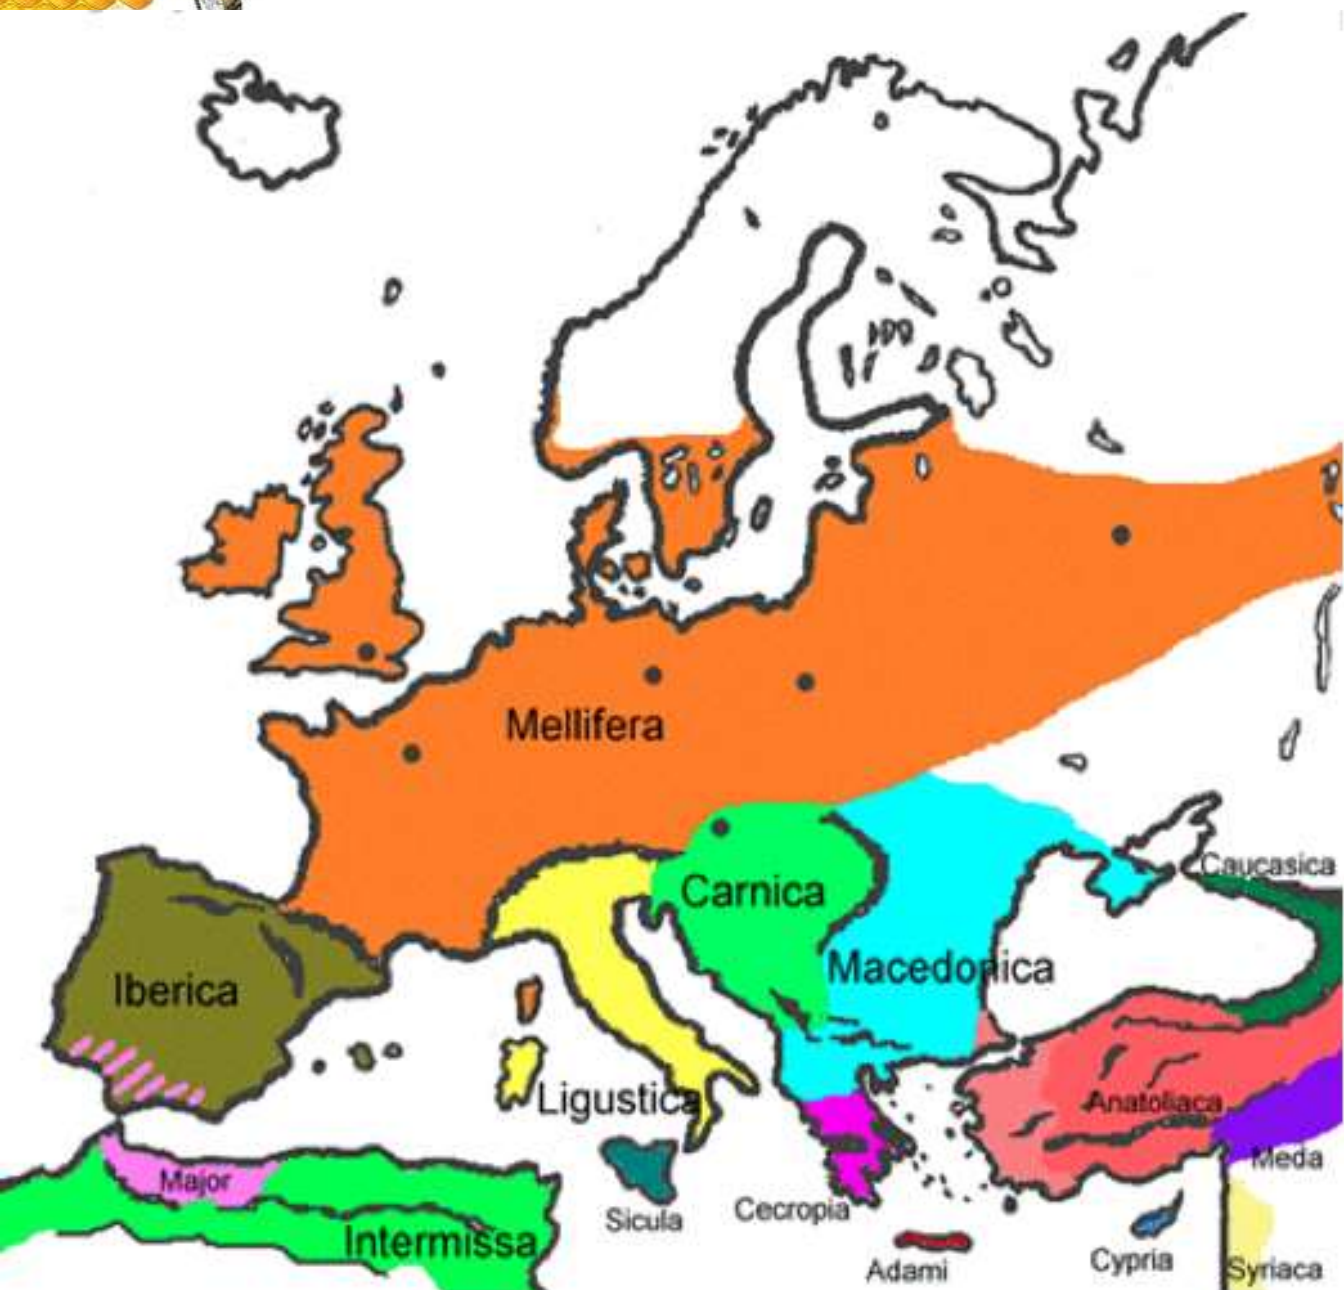 Mellifera
Caucasica
Carnica
Macedonica
Iberica
Ligustica
Anatoliaca
Meda
Major
Sicula
Cecropia
Intermissa
Adami
Cypria
Syriaca